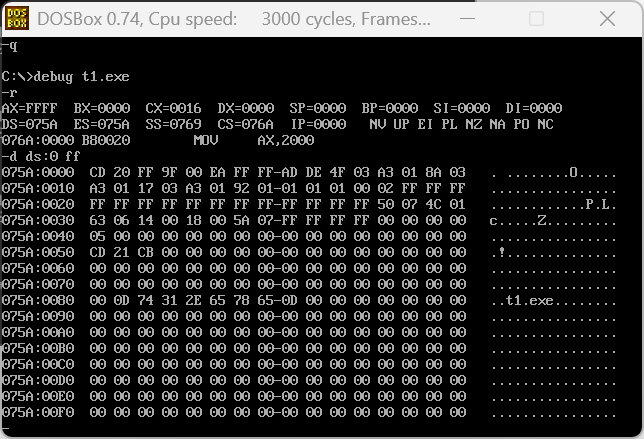 DOS BOX DOSBox 0.74, Cpu speed: 3000 cycles, Frames...
-q
C:\>debug t1.exe
-r
AX=FFFF BX=0000 CX=0016 DX=0000 SP=0000 BP=0000 SI=0000 DI=0000
DS=075A ES=075A SS=0769 CS=076A IP=0000 NV UP EI PL NZ NA PO NC
076A:0000 B80020 MOV AX,2000
-d ds:0 ff
075A:0000 CD 20 FF 9F 00 EA FF FF-AD DE 4F 03 A3 01 8A 03 . .........O.....
075A:0010 A3 01 17 03 A3 01 92 01-01 01 01 00 02 FF FF FF ................
075A:0020 FF FF FF FF FF FF FF FF-FF FF FF FF 50 07 4C 01 ............P.L.
075A:0030 63 06 14 00 18 00 5A 07-FF FF FF FF 00 00 00 00 c.....Z.........
075A:0040 05 00 00 00 00 00 00 00-00 00 00 00 00 00 00 00 ................
075A:0050 CD 21 CB 00 00 00 00 00-00 00 00 00 00 00 00 00 .!..............
075A:0060 00 00 00 00 00 00 00 00-00 00 00 00 00 00 00 00 ................
075A:0070 00 00 00 00 00 00 00 00-00 00 00 00 00 00 00 00 ................
075A:0080 00 0D 74 31 2E 65 78 65-0D 00 00 00 00 00 00 00 ..t1.exe........
075A:0090 00 00 00 00 00 00 00 00-00 00 00 00 00 00 00 00 ................
075A:00A0 00 00 00 00 00 00 00 00-00 00 00 00 00 00 00 00 ................
075A:00B0 00 00 00 00 00 00 00 00-00 00 00 00 00 00 00 00 ................
075A:00C0 00 00 00 00 00 00 00 00-00 00 00 00 00 00 00 00 ................
075A:00D0 00 00 00 00 00 00 00 00-00 00 00 00 00 00 00 00 ................
075A:00E0 00 00 00 00 00 00 00 00-00 00 00 00 00 00 00 00 ................
075A:00F0 00 00 00 00 00 00 00 00-00 00 00 00 00 00 00 00 ................
-